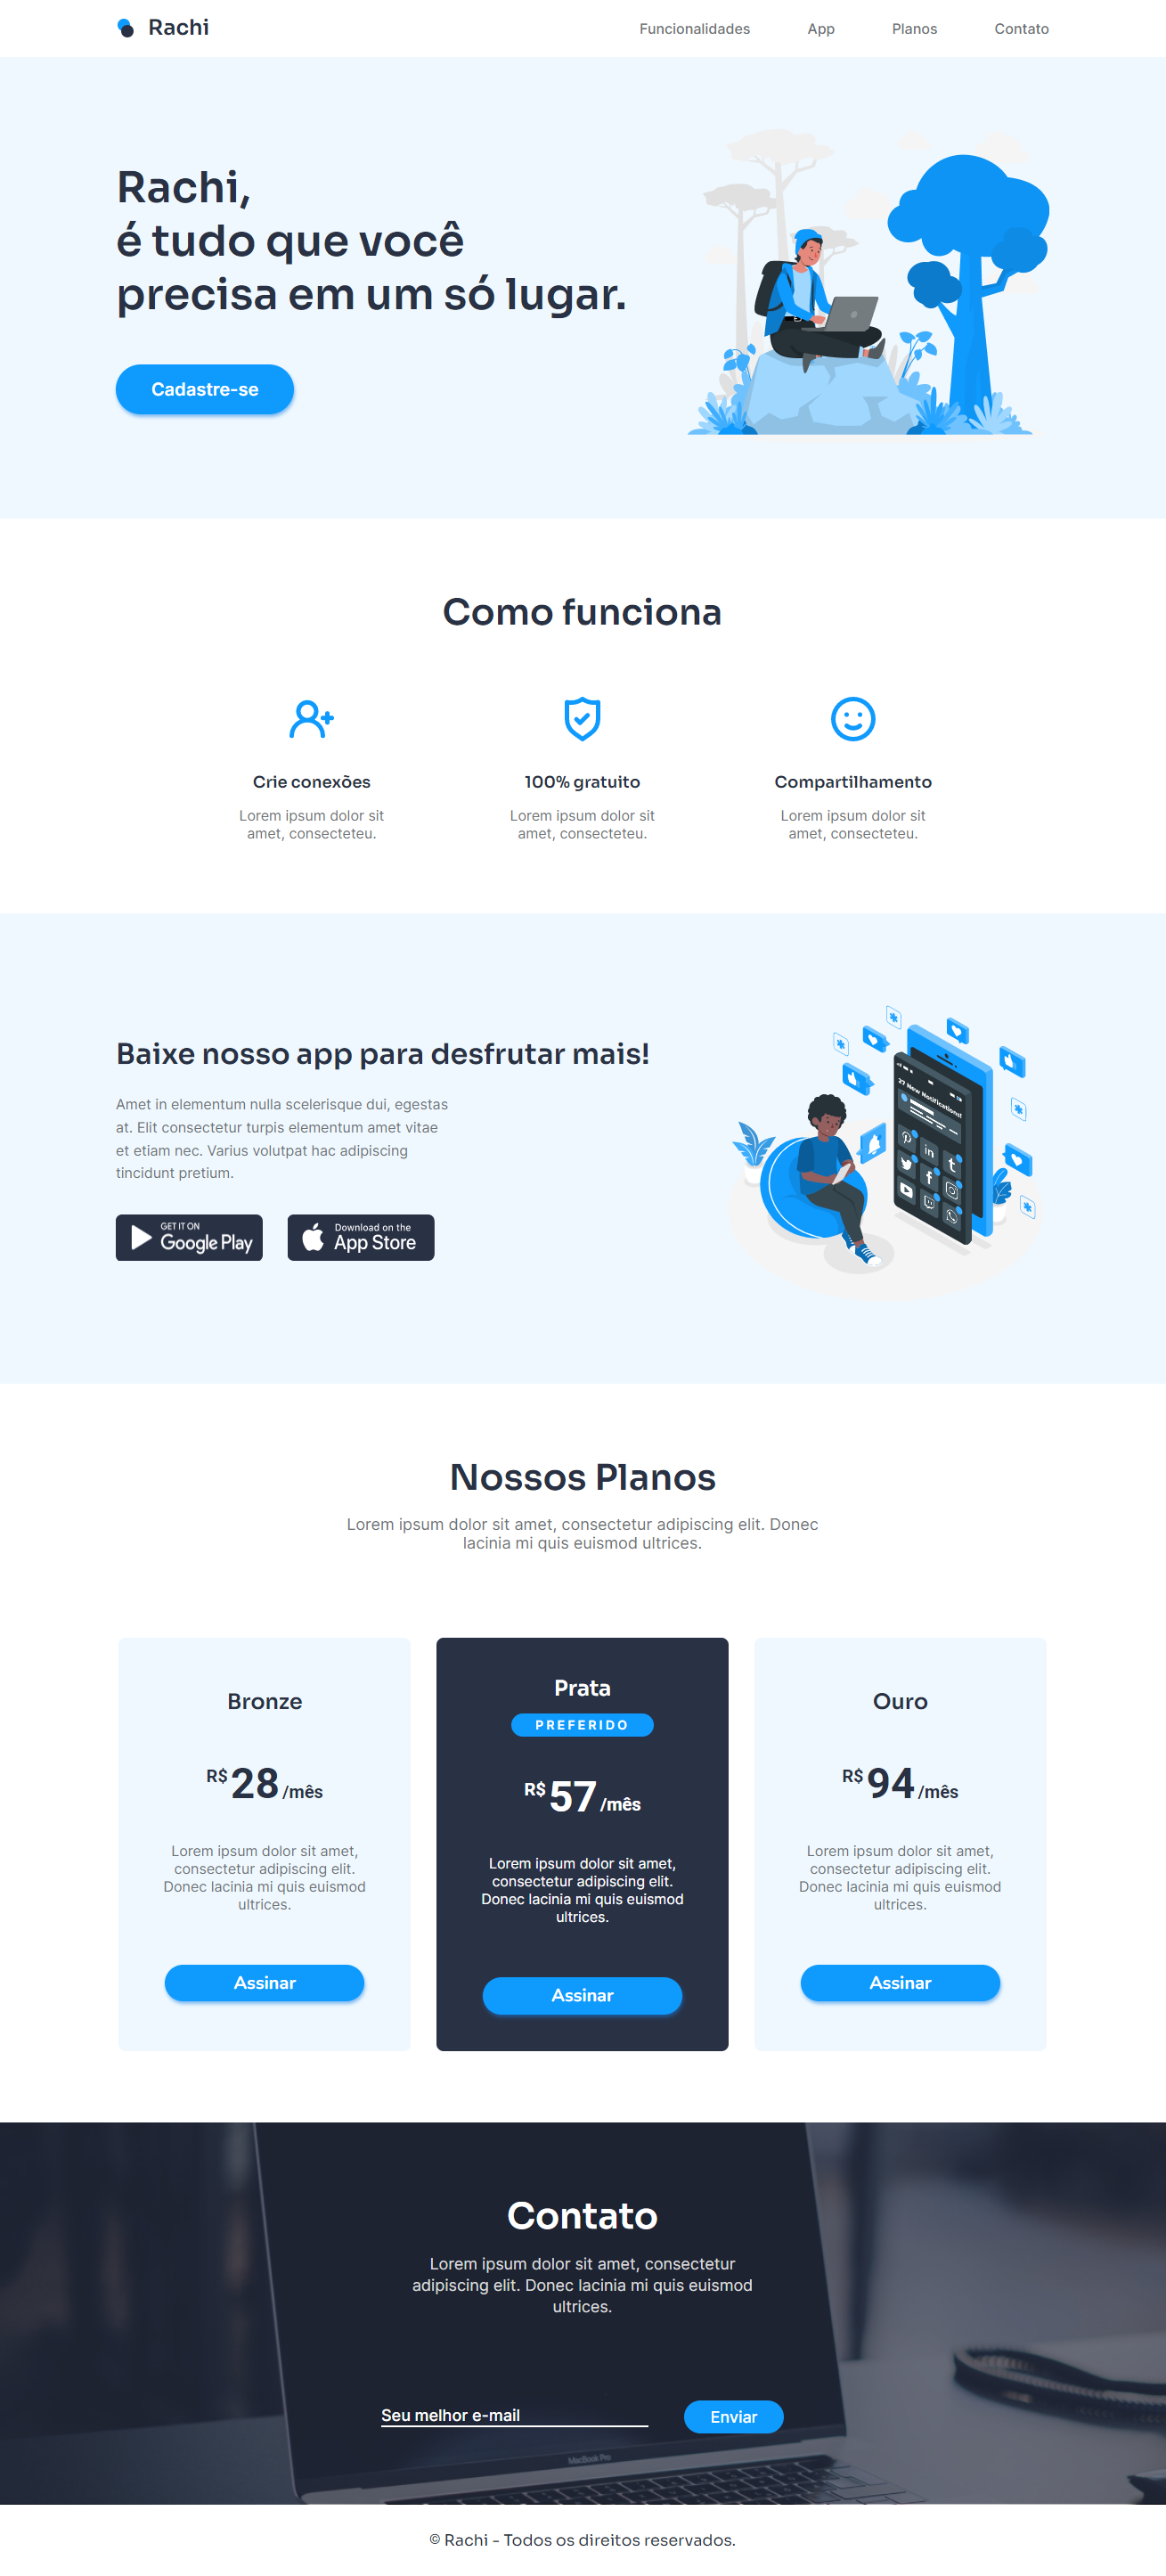 Rachi
Funcionalidades
App
Planos
Contato
Rachi,
é tudo que você
precisa em um só lugar.
Cadastre-se
Como funciona
Crie conexões
Lorem ipsum dolor sit
amet, consecteteu.
100% gratuito
Lorem ipsum dolor sit
amet, consecteteu.
Compartilhamento
Lorem ipsum dolor sit
amet, consecteteu.
Baixe nosso app para desfrutar mais!
Amet in elementum nulla scelerisque dui, egestas
at. Elit consectetur turpis elementum amet vitae
et etiam nec. Varius volutpat hac adipiscing
tincidunt pretium.
GET IT ON
Google Play
Download on the
App Store
27 New Notifications!
Nossos Planos
Lorem ipsum dolor sit amet, consectetur adipiscing elit. Donec
lacinia mi quis euismod ultrices.
Bronze
R$ 28 /mês
Lorem ipsum dolor sit amet,
consectetur adipiscing elit.
Donec lacinia mi quis euismod
ultrices.
Assinar
Prata
PREFERIDO
R$ 57 /mês
Lorem ipsum dolor sit amet,
consectetur adipiscing elit.
Donec lacinia mi quis euismod
ultrices.
Assinar
Ouro
R$ 94 /mês
Lorem ipsum dolor sit amet,
consectetur adipiscing elit.
Donec lacinia mi quis euismod
ultrices.
Assinar
Contato
Lorem ipsum dolor sit amet, consectetur
adipiscing elit. Donec lacinia mi quis euismod
ultrices.
Seu melhor e-mail
Enviar
MacBook Pro
© Rachi - Todos os direitos reservados.